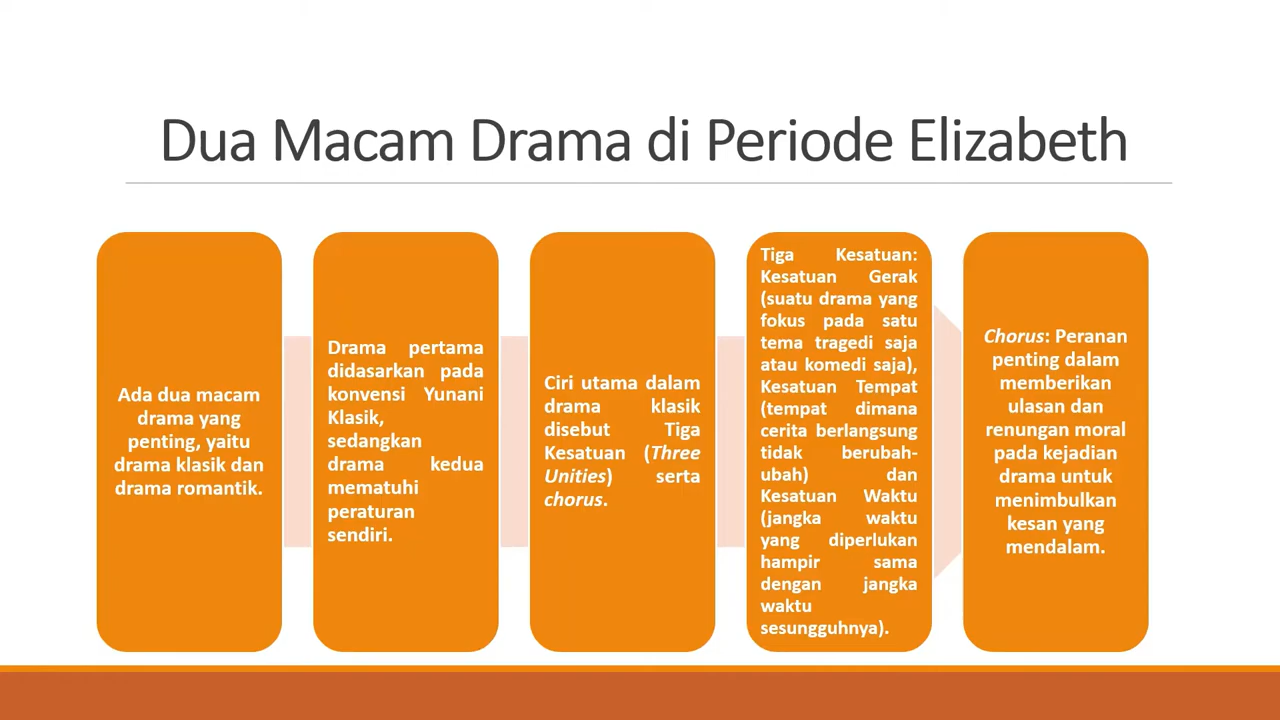 Dua Macam Drama di Periode Elizabeth
Ada dua macam
drama yang
penting, yaitu
drama klasik dan
drama romantik.
Drama pertama
didasarkan pada
konvensi Yunani
Klasik,
sedangkan
drama kedua
mematuhi
peraturan
sendiri.
Ciri utama dalam
drama klasik
disebut Tiga
Kesatuan (Three
Unities) serta
chorus.
Tiga Kesatuan:
Kesatuan Gerak
(suatu drama yang
fokus pada satu
tema tragedi saja
atau komedi saja),
Kesatuan Tempat
(tempat dimana
cerita berlangsung
tidak berubah-
ubah) dan
Kesatuan Waktu
(jangka waktu
yang diperlukan
hampir sama
dengan jangka
waktu
sesungguhnya).
Chorus: Peranan
penting dalam
memberikan
ulasan dan
renungan moral
pada kejadian
drama untuk
menimbulkan
kesan yang
mendalam.